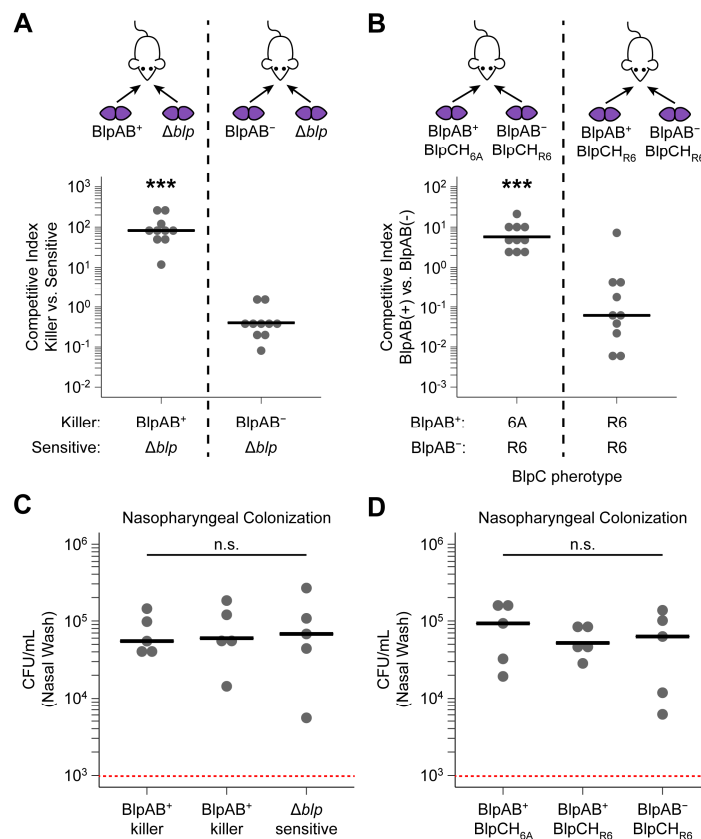 A
BlpAB⁺ Δblp BlpAB⁻ Δblp
***
Competitive Index
Killer vs. Sensitive
10³
10²
10¹
10⁰
10⁻¹
10⁻²
Killer: BlpAB⁺ BlpAB⁻
Sensitive: Δblp Δblp
B
BlpAB⁺ BlpAB⁻ BlpAB⁺ BlpAB⁻
BlpCH6A BlpCHR6 BlpCHR6 BlpCHR6
***
Competitive Index
BlpAB(+) vs. BlpAB(-)
10²
10¹
10⁰
10⁻¹
10⁻²
10⁻³
BlpAB⁺: 6A R6
BlpAB⁻: R6 R6
BlpC pherotype
C
Nasopharyngeal Colonization
n.s.
CFU/mL
(Nasal Wash)
10⁶
10⁵
10⁴
10³
BlpAB⁺ BlpAB⁺ Δblp
killer killer sensitive
D
Nasopharyngeal Colonization
n.s.
CFU/mL
(Nasal Wash)
10⁶
10⁵
10⁴
10³
BlpAB⁺ BlpAB⁺ BlpAB⁻
BlpCH6A BlpCHR6 BlpCHR6